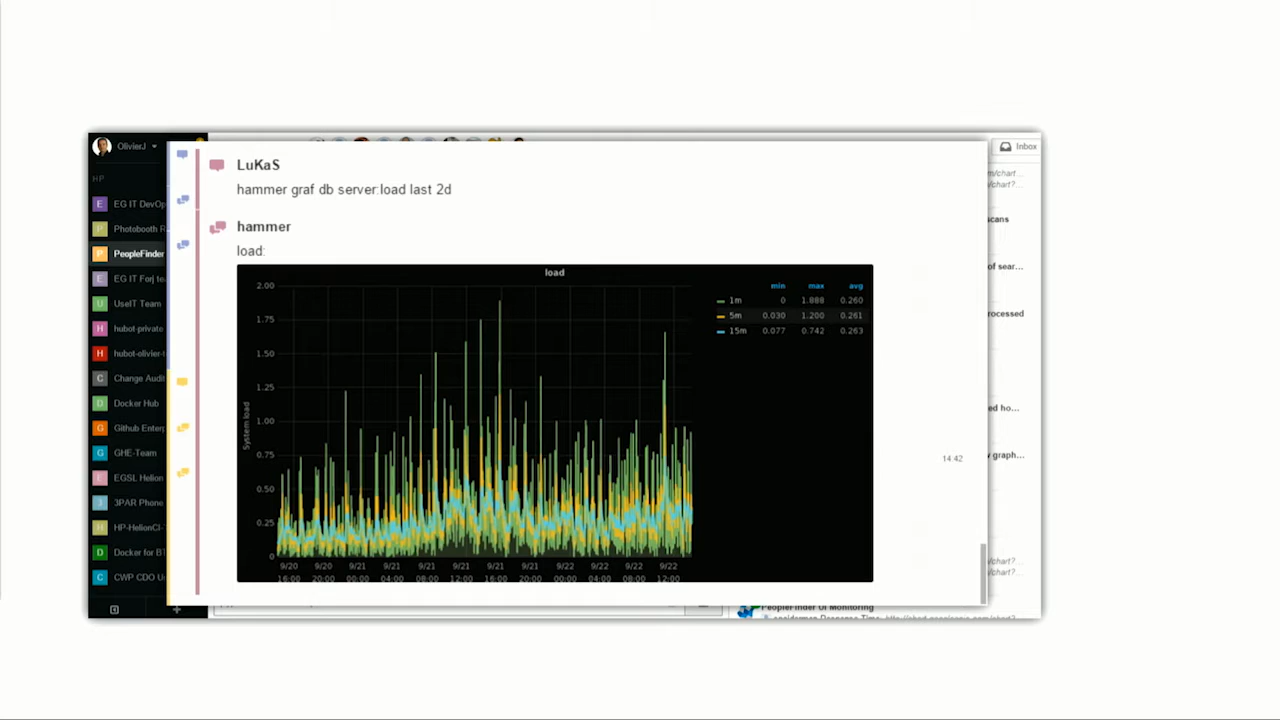 OlivierJ
HP
EG IT DevOp
Photobooth R
PeopleFinder
EG IT Forj te
UseIT Team
hubot-private
hubot-olivier-t
Change Audit
Docker Hub
Github Enterp
GHE-Team
EGSL Helion
3PAR Phone
HP-HelionCI-
Docker for BT
CWP CDO U
LuKaS
hammer graf db server:load last 2d
hammer
load:
load
System load
2.00
1.75
1.50
1.25
1.00
0.75
0.50
0.25
0
9/20 9/20 9/21 9/21 9/21 9/21 9/21 9/21 9/22 9/22 9/22 9/22
16:00 20:00 00:00 04:00 08:00 12:00 16:00 20:00 00:00 04:00 08:00 12:00
min max avg
1m 0 1.888 0.260
5m 0.030 1.200 0.261
15m 0.077 0.742 0.263
14:42
Inbox
m/chart...
/chart?...
scans
of sear...
processed
ed ho...
graph...
/chart?...
/chart?...
PeopleFinder UI Monitoring